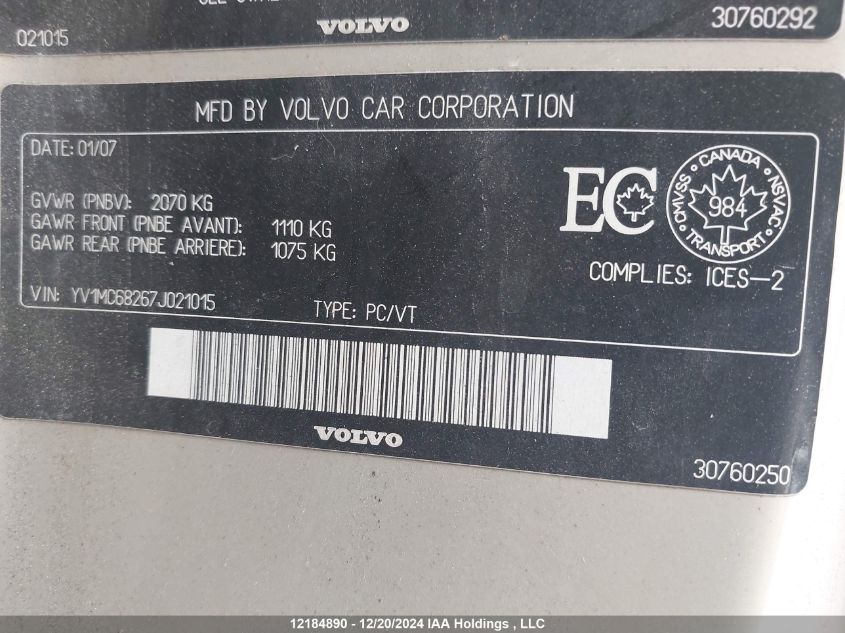 021015
VOLVO
30760292
MFD BY VOLVO CAR CORPORATION
DATE: 01/07
GVWR (PNBV): 2070 KG
GAWR FRONT (PNBE AVANT): 1110 KG
GAWR REAR (PNBE ARRIERE): 1075 KG
EC
CANADA
CMVSS
984
NSVAC
TRANSPORT
COMPLIES: ICES-2
VIN: YV1MC68267J021015
TYPE: PC/VT
VOLVO
30760250
12184890 - 12/20/2024 IAA Holdings , LLC